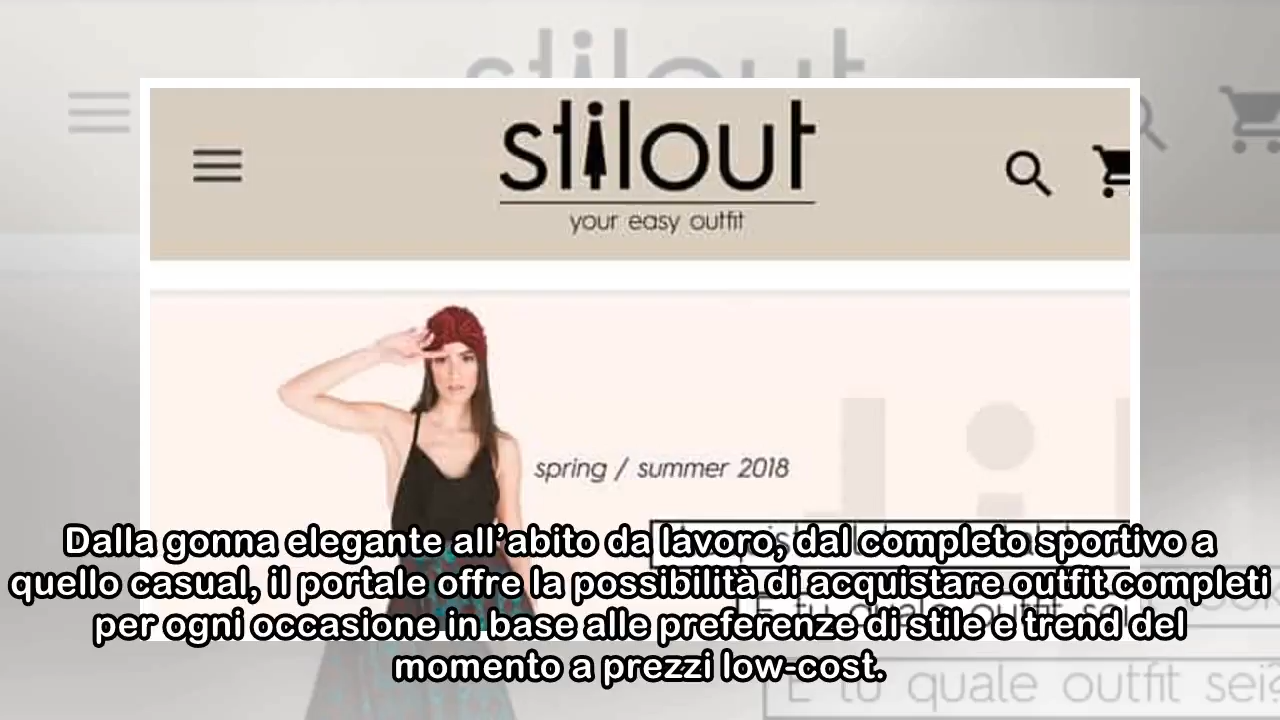 stilout
your easy outfit
spring / summer 2018
Dalla gonna elegante all’abito da lavoro, dal completo sportivo a
quello casual, il portale offre la possibilità di acquistare outfit completi
per ogni occasione in base alle preferenze di stile e trend del
momento a prezzi low-cost.
E tu quale outfit sei?